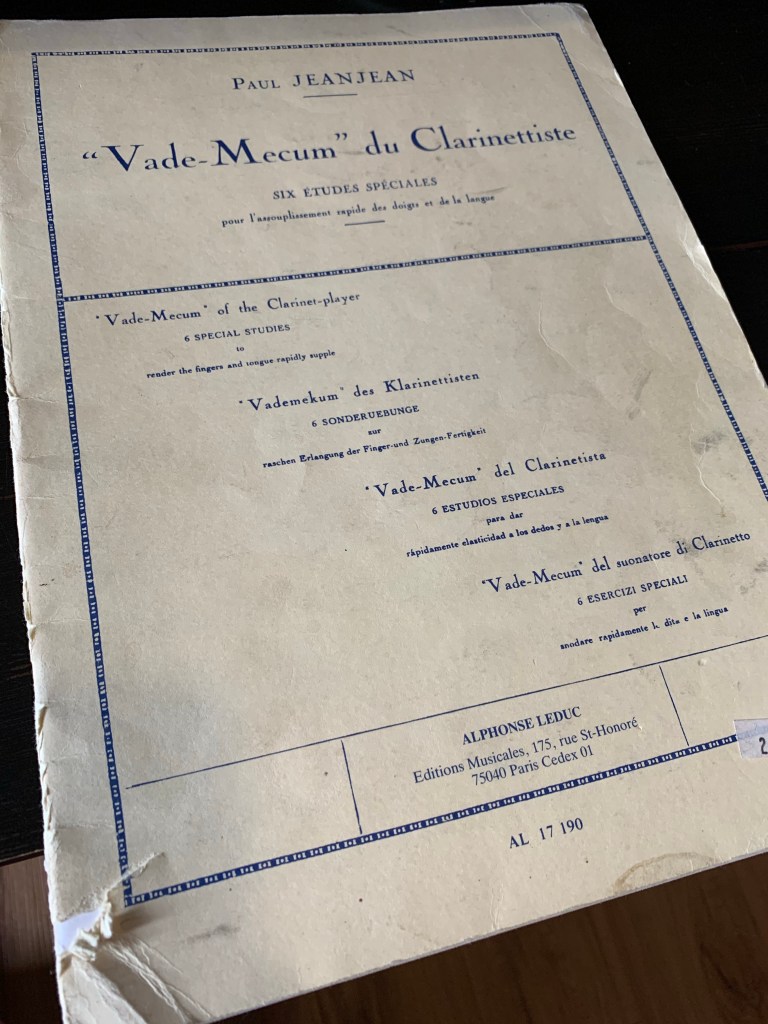 PAUL JEANJEAN
“Vade-Mecum” du Clarinettiste
SIX ÉTUDES SPÉCIALES
pour l'assouplissement rapide des doigts et de la langue
"Vade-Mecum" of the Clarinet-player
6 SPECIAL STUDIES
to
render the fingers and tongue rapidly supple
"Vademekum" des Klarinettisten
6 SONDERUEBUNGE
zur
raschen Erlangung der Finger-und Zungen-Fertigkeit
"Vade-Mecum" del Clarinetista
6 ESTUDIOS ESPECIALES
para dar
rápidamente elasticidad a los dedos y a la lengua
"Vade-Mecum" del suonatore di Clarinetto
6 ESERCIZI SPECIALI
per
snodare rapidamente le dita e la lingua
ALPHONSE LEDUC
Editions Musicales, 175, rue St-Honoré
75040 Paris Cedex 01
2
AL 17 190